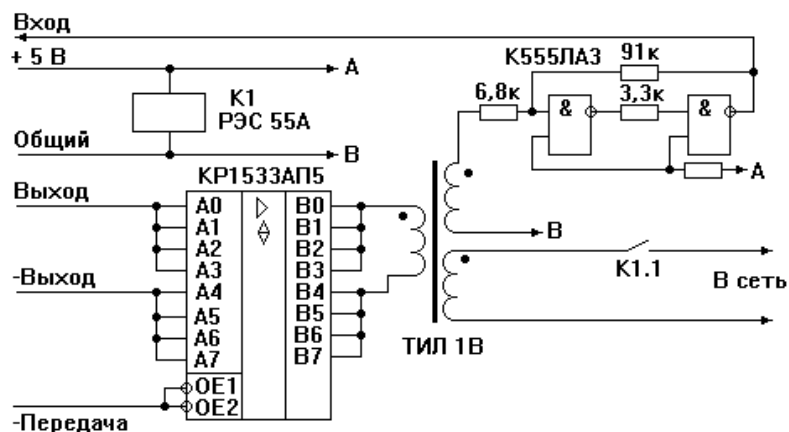 Вход
+ 5 В
A
К1
РЭС 55А
Общий
В
К555ЛА3
91к
6,8к
&
3,3к
&
А
КР1533АП5
Выход
A0
B0
A1
B1
A2
B2
A3
B3
-Выход
A4
B4
A5
B5
A6
B6
A7
B7
OE1
OE2
-Передача
В
К1.1
В сеть
ТИЛ 1В